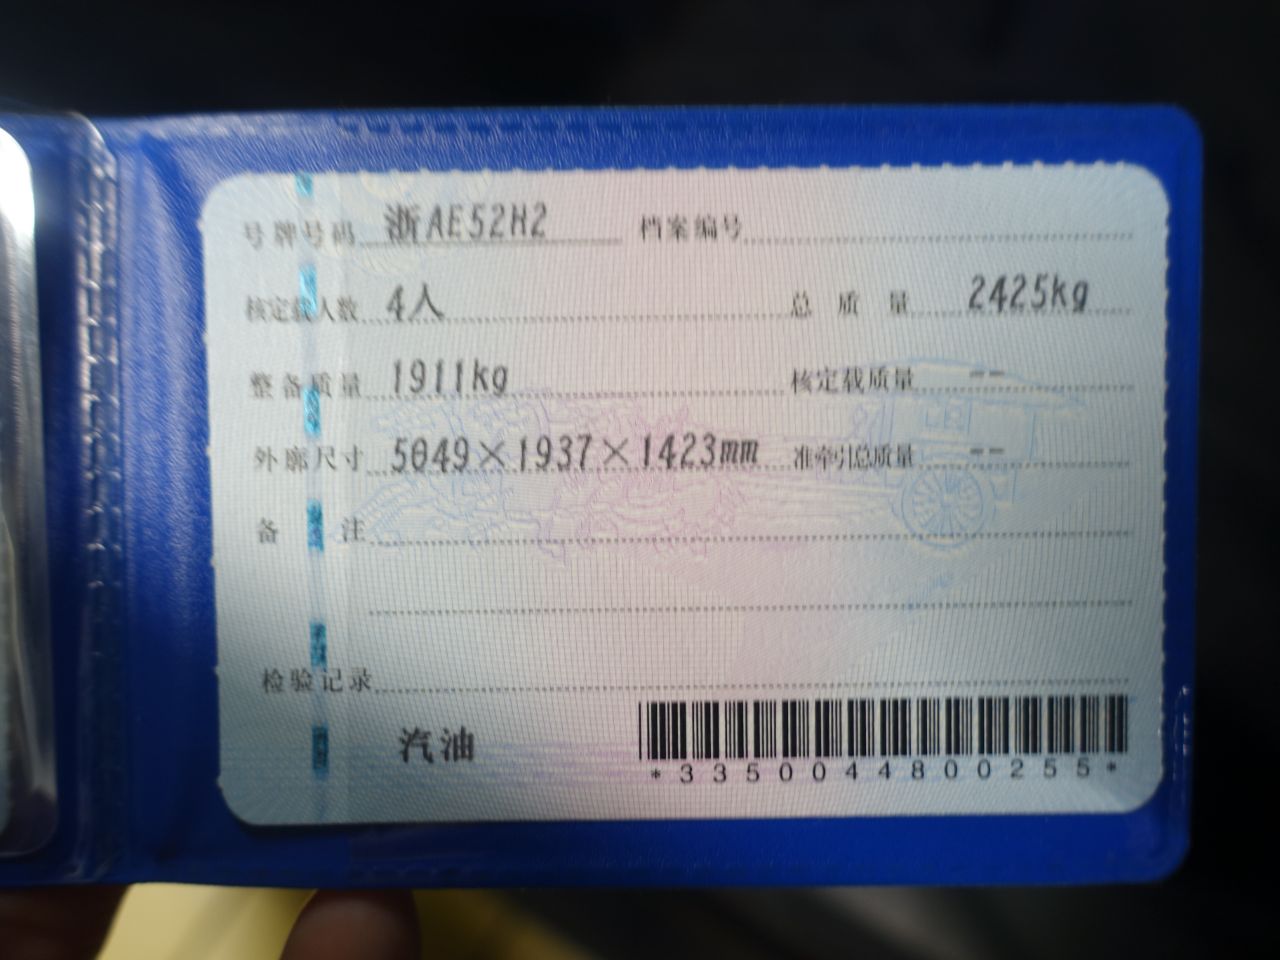 号牌号码 浙AE52H2 档案编号
核定载人数 4人 总质量 2425kg
整备质量 1911kg 核定载质量 --
外廓尺寸 5049×1937×1423mm 准牵引总质量 --
备注
检验记录
汽油
*3350044800255*